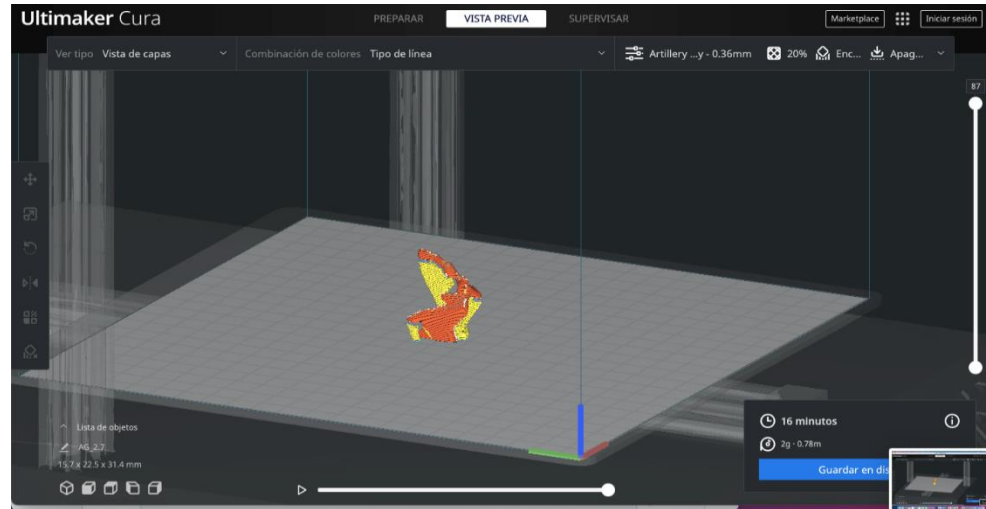 Ultimaker Cura
PREPARAR VISTA PREVIA SUPERVISAR
Marketplace Iniciar sesión
Ver tipo Vista de capas Combinación de colores Tipo de línea Artillery ...y - 0.36mm 20% Enc... Apag...
87
Lista de objetos
AG_2.7
15.7 x 22.5 x 31.4 mm
16 minutos
2g · 0.78m
Guardar en dis